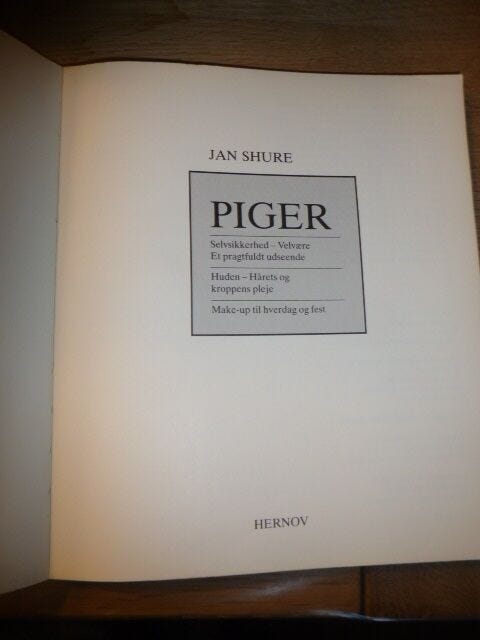 JAN SHURE
PIGER
Selvsikkerhed – Velvære
Et pragtfuldt udseende
Huden – Hårets og
kroppens pleje
Make-up til hverdag og fest
HERNOV